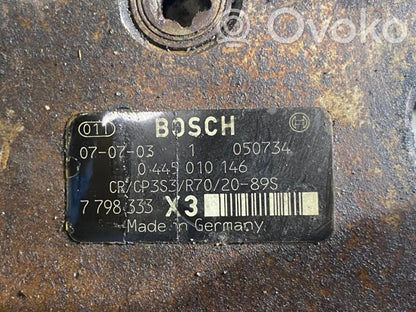 Ovoko
011 BOSCH
07-07-03 1 050734
0 445 010 146
CR/CP3S3/R70/20-89S
7 798 333 X3
Made in Germany